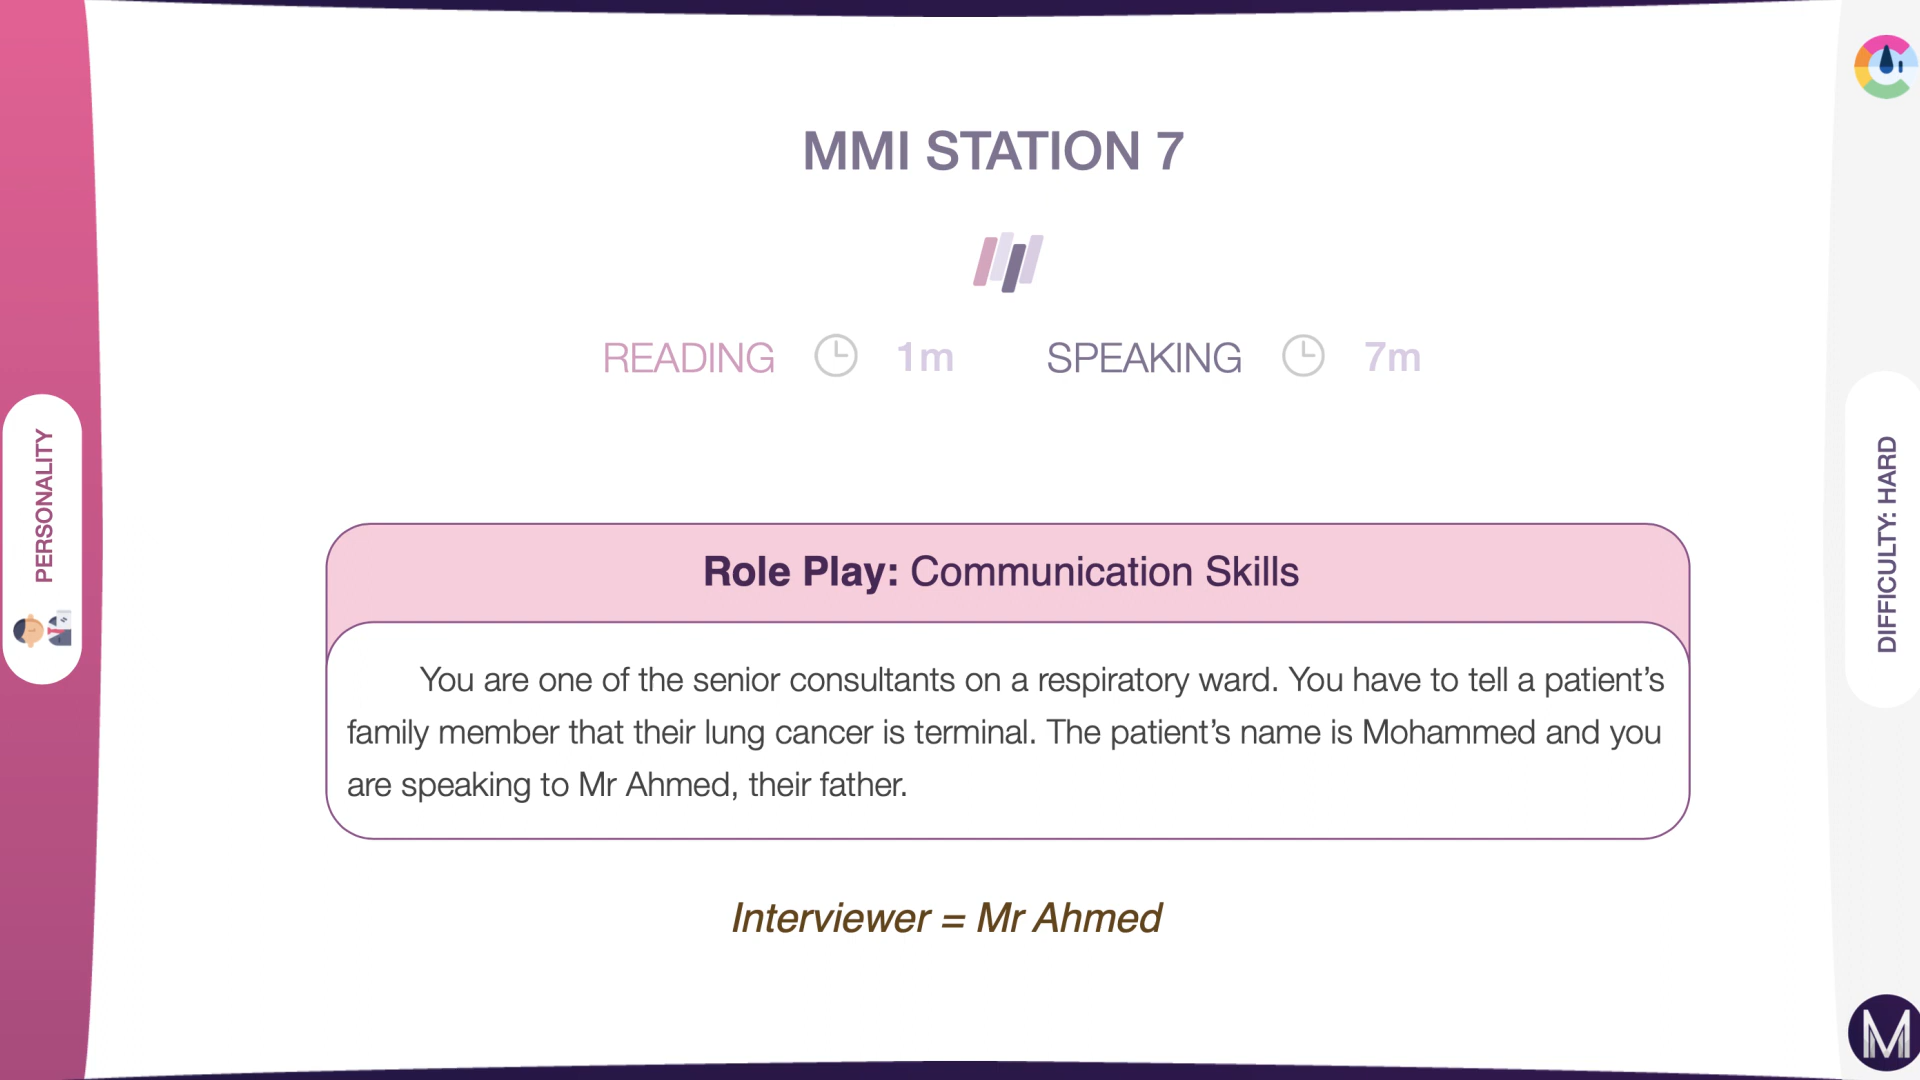 MMI STATION 7
READING 1m SPEAKING 7m
PERSONALITY
DIFFICULTY: HARD
Role Play: Communication Skills
You are one of the senior consultants on a respiratory ward. You have to tell a patient’s
family member that their lung cancer is terminal. The patient’s name is Mohammed and you
are speaking to Mr Ahmed, their father.
Interviewer = Mr Ahmed
M